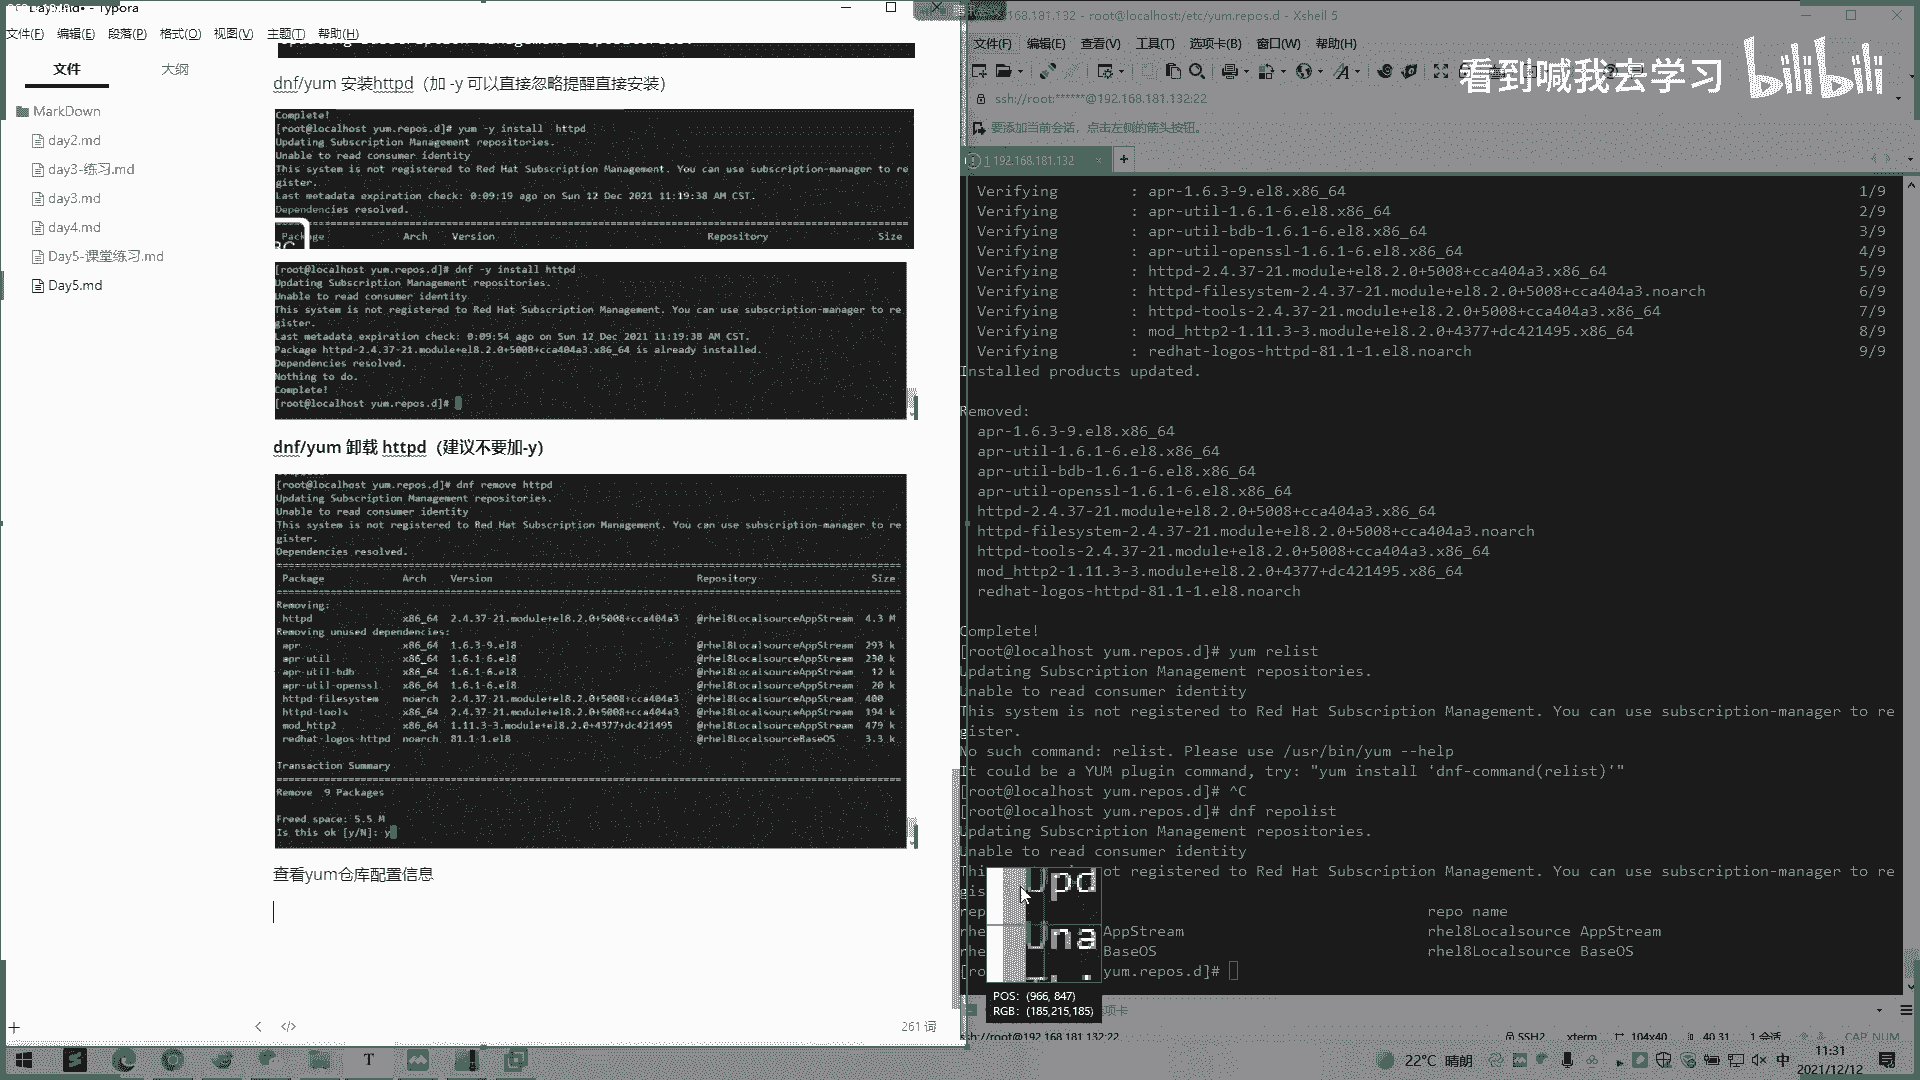 Day5.md• - Typora
文件(F) 编辑(E) 段落(P) 格式(O) 视图(V) 主题(T) 帮助(H)
文件 大纲
MarkDown
day2.md
day3-练习.md
day3.md
day4.md
Day5-课堂练习.md
Day5.md
dnf/yum 安装httpd（加 -y 可以直接忽略提醒直接安装）
Complete!
[root@localhost yum.repos.d]# yum -y install  httpd
Updating Subscription Management repositories.
Unable to read consumer identity
This system is not registered to Red Hat Subscription Management. You can use subscription-manager to re
gister.
Last metadata expiration check: 0:09:19 ago on Sun 12 Dec 2021 11:19:38 AM CST.
Dependencies resolved.
Package Arch Version Repository Size
[root@localhost yum.repos.d]# dnf -y install httpd
Updating Subscription Management repositories.
Unable to read consumer identity
This system is not registered to Red Hat Subscription Management. You can use subscription-manager to re
gister.
Last metadata expiration check: 0:09:54 ago on Sun 12 Dec 2021 11:19:38 AM CST.
Package httpd-2.4.37-21.module+el8.2.0+5008+cca404a3.x86_64 is already installed.
Dependencies resolved.
Nothing to do.
Complete!
[root@localhost yum.repos.d]#
dnf/yum 卸载 httpd（建议不要加-y）
[root@localhost yum.repos.d]# dnf remove httpd
Updating Subscription Management repositories.
Unable to read consumer identity
This system is not registered to Red Hat Subscription Management. You can use subscription-manager to re
gister.
Dependencies resolved.
Package Arch Version Repository Size
Removing:
httpd x86_64 2.4.37-21.module+el8.2.0+5008+cca404a3 @rhel8LocalsourceAppStream 4.3 M
Removing unused dependencies:
apr x86_64 1.6.3-9.el8 @rhel8LocalsourceAppStream 293 k
apr-util x86_64 1.6.1-6.el8 @rhel8LocalsourceAppStream 230 k
apr-util-bdb x86_64 1.6.1-6.el8 @rhel8LocalsourceAppStream 12 k
apr-util-openssl x86_64 1.6.1-6.el8 @rhel8LocalsourceAppStream 20 k
httpd-filesystem noarch 2.4.37-21.module+el8.2.0+5008+cca404a3 @rhel8LocalsourceAppStream 400
httpd-tools x86_64 2.4.37-21.module+el8.2.0+5008+cca404a3 @rhel8LocalsourceAppStream 194 k
mod_http2 x86_64 1.11.3-3.module+el8.2.0+4377+dc421495 @rhel8LocalsourceAppStream 479 k
redhat-logos-httpd noarch 81.1-1.el8 @rhel8LocalsourceBaseOS 3.3 k
Transaction Summary
Remove  9 Packages
Freed space: 5.5 M
Is this ok [y/N]: y
查看yum仓库配置信息
261 词
168.181.132 - root@localhost:/etc/yum.repos.d - Xshell 5
文件(F) 编辑(E) 查看(V) 工具(T) 选项卡(B) 窗口(W) 帮助(H)
看到喊我去学习 bilibili
ssh://root:******@192.168.181.132:22
要添加当前会话，点击左侧的箭头按钮。
1 192.168.181.132
Verifying : apr-1.6.3-9.el8.x86_64 1/9
Verifying : apr-util-1.6.1-6.el8.x86_64 2/9
Verifying : apr-util-bdb-1.6.1-6.el8.x86_64 3/9
Verifying : apr-util-openssl-1.6.1-6.el8.x86_64 4/9
Verifying : httpd-2.4.37-21.module+el8.2.0+5008+cca404a3.x86_64 5/9
Verifying : httpd-filesystem-2.4.37-21.module+el8.2.0+5008+cca404a3.noarch 6/9
Verifying : httpd-tools-2.4.37-21.module+el8.2.0+5008+cca404a3.x86_64 7/9
Verifying : mod_http2-1.11.3-3.module+el8.2.0+4377+dc421495.x86_64 8/9
Verifying : redhat-logos-httpd-81.1-1.el8.noarch 9/9
Installed products updated.
Removed:
apr-1.6.3-9.el8.x86_64
apr-util-1.6.1-6.el8.x86_64
apr-util-bdb-1.6.1-6.el8.x86_64
apr-util-openssl-1.6.1-6.el8.x86_64
httpd-2.4.37-21.module+el8.2.0+5008+cca404a3.x86_64
httpd-filesystem-2.4.37-21.module+el8.2.0+5008+cca404a3.noarch
httpd-tools-2.4.37-21.module+el8.2.0+5008+cca404a3.x86_64
mod_http2-1.11.3-3.module+el8.2.0+4377+dc421495.x86_64
redhat-logos-httpd-81.1-1.el8.noarch
Complete!
[root@localhost yum.repos.d]# yum relist
Updating Subscription Management repositories.
Unable to read consumer identity
This system is not registered to Red Hat Subscription Management. You can use subscription-manager to re
gister.
No such command: relist. Please use /usr/bin/yum --help
It could be a YUM plugin command, try: "yum install 'dnf-command(relist)'"
[root@localhost yum.repos.d]# ^C
[root@localhost yum.repos.d]# dnf repolist
Updating Subscription Management repositories.
Unable to read consumer identity
not registered to Red Hat Subscription Management. You can use subscription-manager to re
gis
rep repo name
rhe AppStream rhel8Localsource AppStream
rhe BaseOS rhel8Localsource BaseOS
[ro yum.repos.d]#
Upd
Una
POS: (966, 847)
RGB: (185,215,185)
项卡
ssh://root@192.168.181.132:22 SSH2 xterm 104x40 40,31 1 会话 CAP NUM
22°C 晴朗 中 11:31
2021/12/12